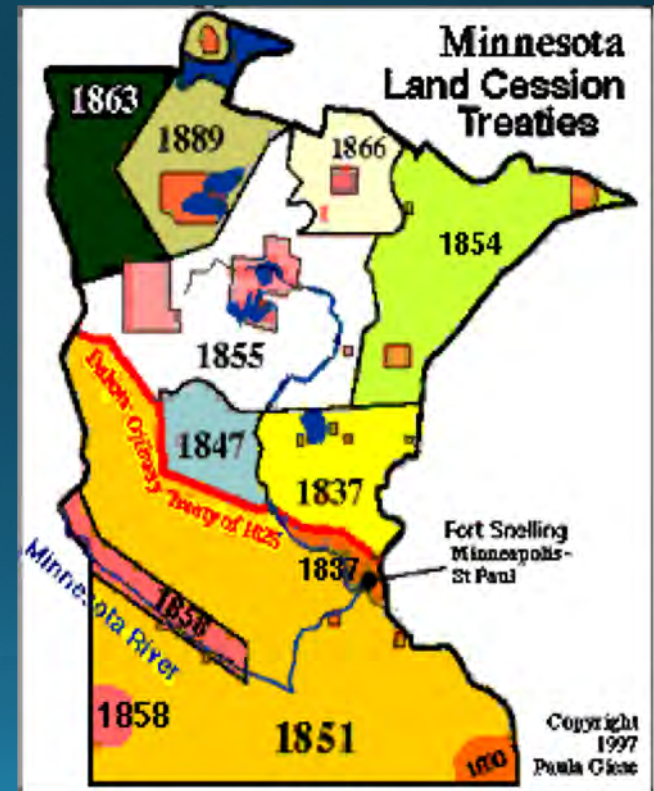 Minnesota
Land Cession
Treaties
1863
1889
1866
1854
1855
1847
1837
Dakota-Ojibway Treaty of 1825
Fort Snelling
Minneapolis-
St Paul
1837
Minnesota River
1858
1858
1851
Copyright
1997
Paula Giese